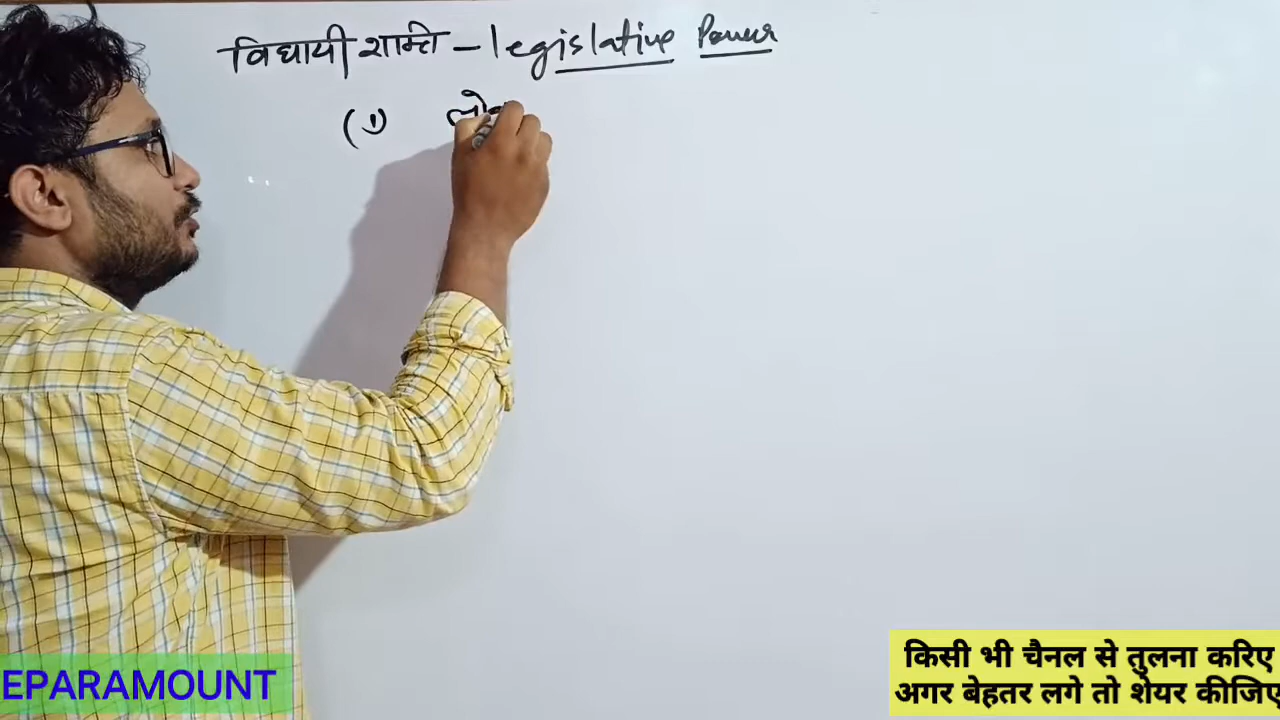 विधायी शक्ति - legislative Power
(1) लो
EPARAMOUNT
किसी भी चैनल से तुलना करिए
अगर बेहतर लगे तो शेयर कीजिए